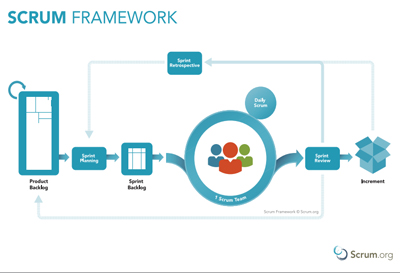 SCRUM FRAMEWORK
Sprint
Retrospective
Daily
Scrum
Sprint
Planning
Sprint
Review
Product
Backlog
Sprint
Backlog
Increment
Scrum Team
Scrum Framework © Scrum.org
Scrum.org